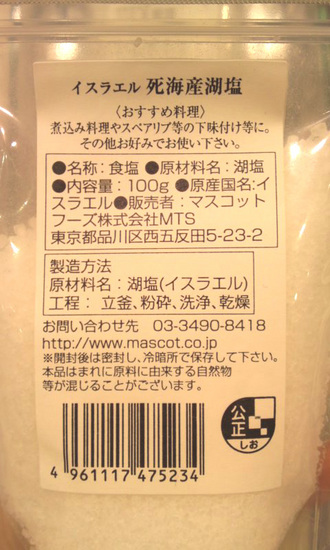 イスラエル 死海産湖塩
〈おすすめ料理〉
煮込み料理やスペアリブ等の下味付け等に。
その他お好みでお使い下さい。
●名称：食塩 ●原材料名：湖塩
●内容量：100g ●原産国名:イ
スラエル●販売者：マスコット
フーズ株式会社MTS
東京都品川区西五反田5-23-2
製造方法
原材料名：湖塩(イスラエル)
工程： 立釜､粉砕､洗浄､乾燥
お問い合わせ先 03-3490-8418
http://www.mascot.co.jp
※開封後は密封し､冷暗所で保存して下さい。
本品はまれに原料に由来する自然物
等が混じることがございます。
公正
しお
4 961117 475234